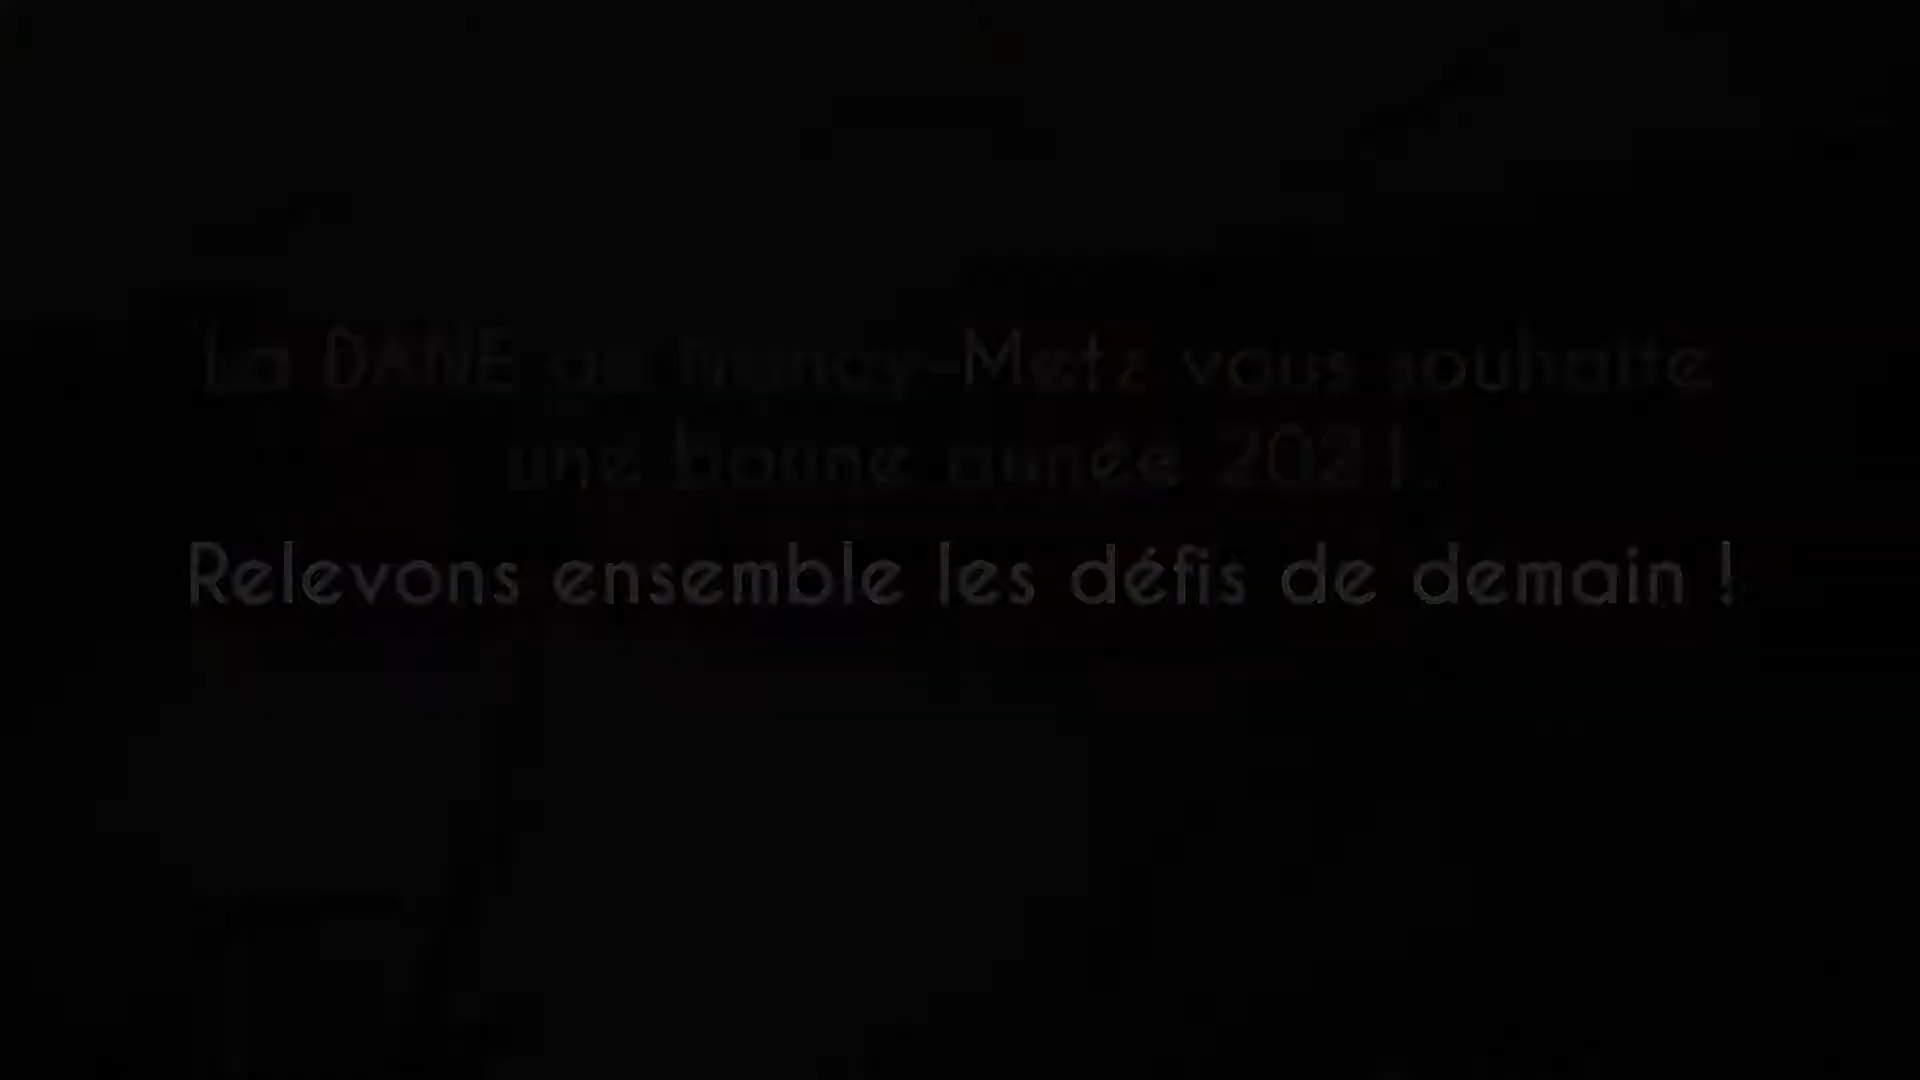 La DANE de Nancy-Metz vous souhaite
une bonne année 2021.
Relevons ensemble les défis de demain !